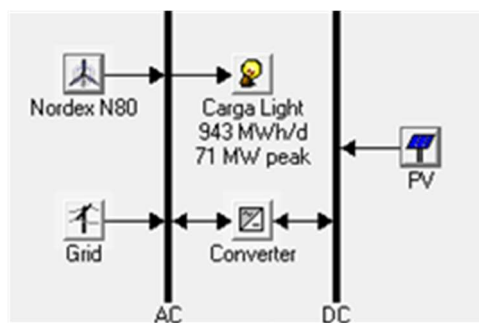 Nordex N80
Carga Light
943 MWh/d
71 MW peak
PV
Grid
Converter
AC
DC